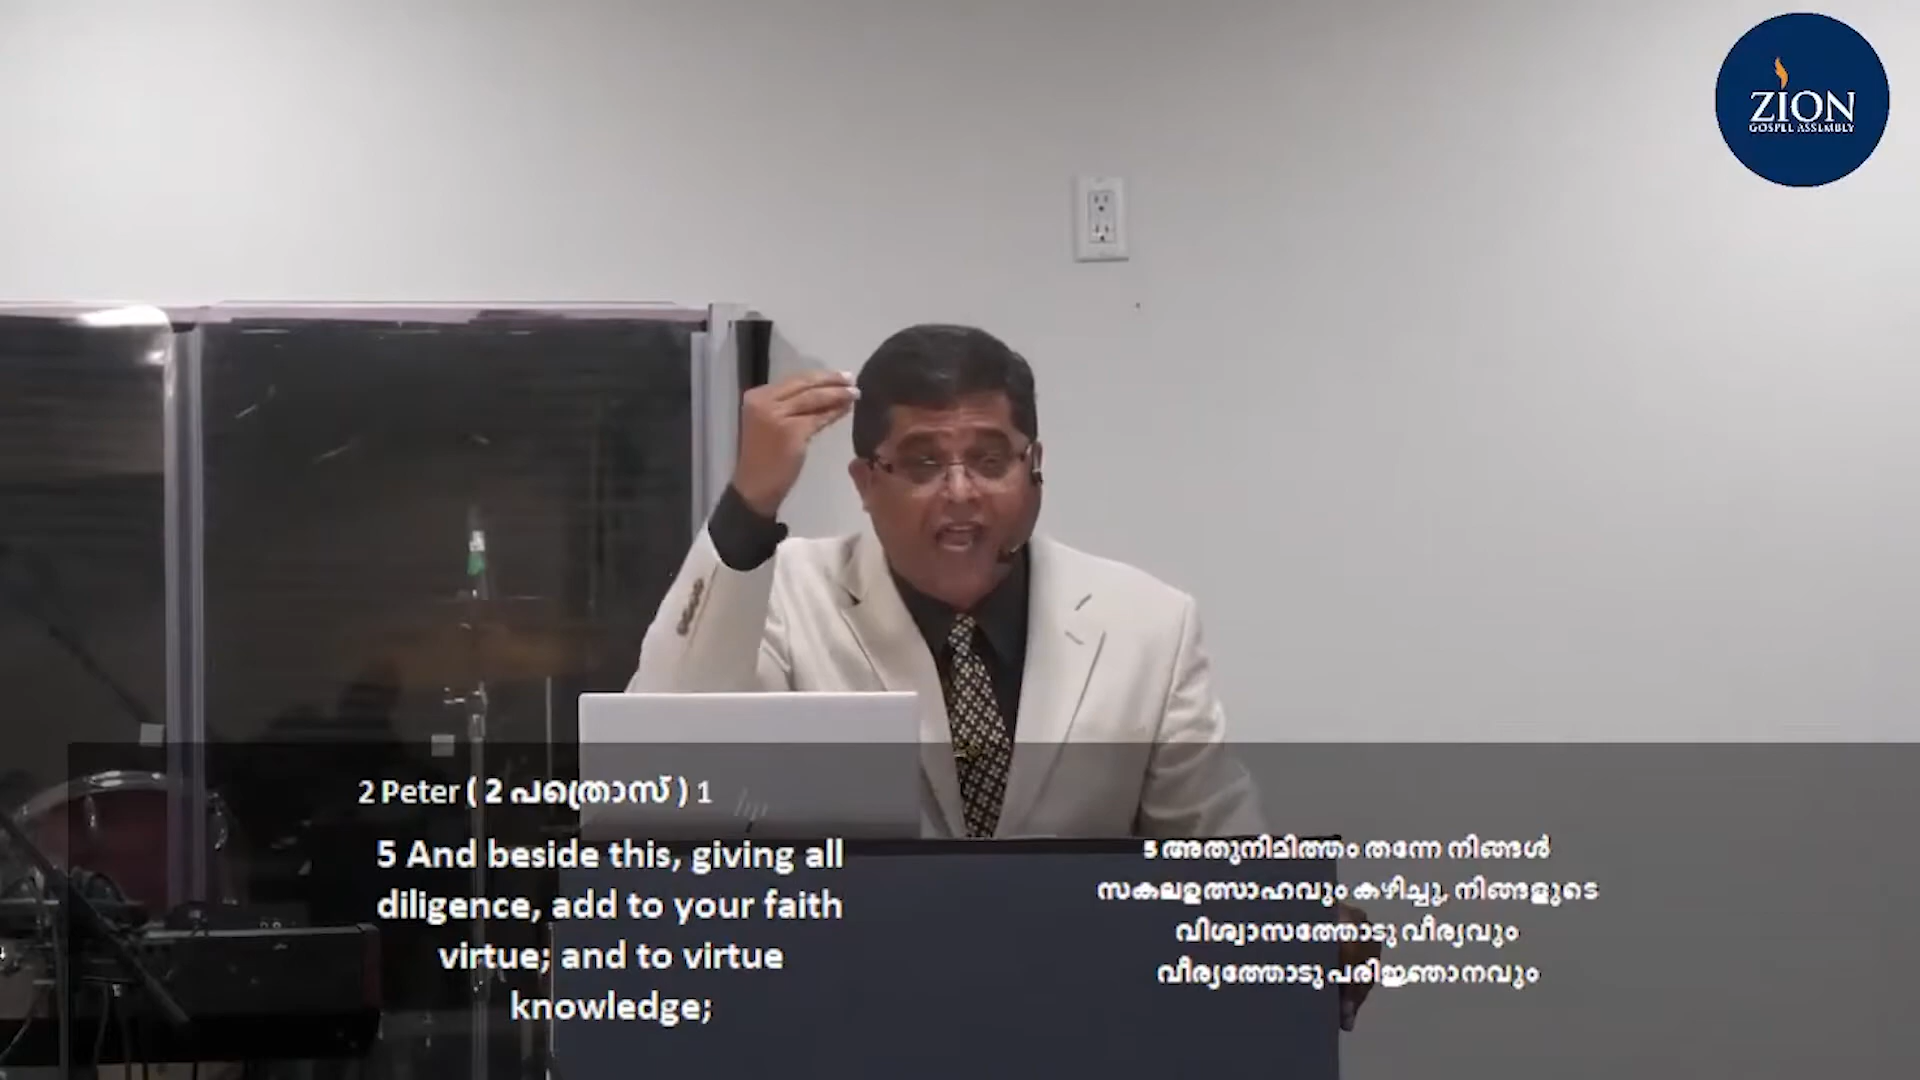 ZION
GOSPEL ASSEMBLY
2 Peter ( 2 പത്രൊസ് ) 1
5 And beside this, giving all
diligence, add to your faith
virtue; and to virtue
knowledge;
5 അതുനിമിത്തം തന്നേ നിങ്ങൾ
സകലഉത്സാഹവും കഴിച്ചു, നിങ്ങളുടെ
വിശ്വാസത്തോടു വീര്യവും
വീര്യത്തോടു പരിജ്ഞാനവും
hp